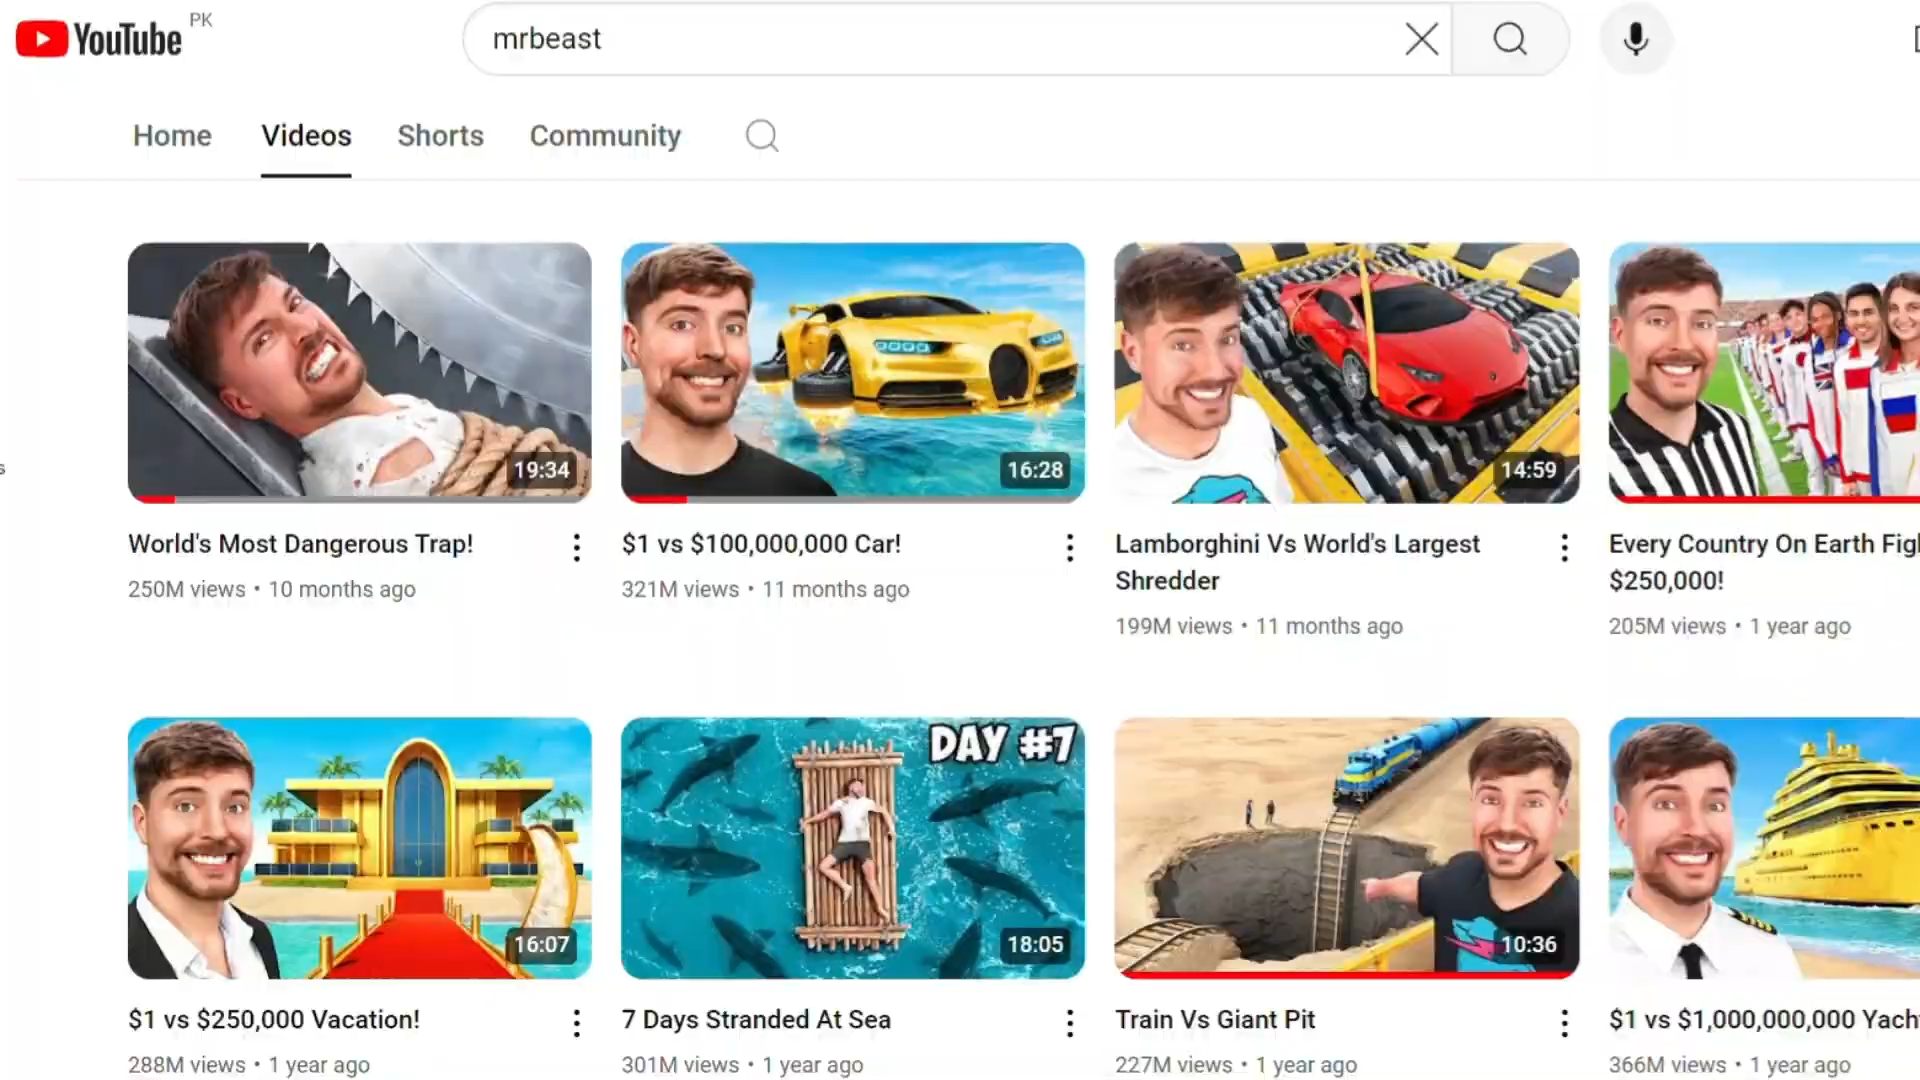 YouTube PK
mrbeast
Home Videos Shorts Community
19:34
16:28
14:59
World's Most Dangerous Trap!
250M views • 10 months ago
$1 vs $100,000,000 Car!
321M views • 11 months ago
Lamborghini Vs World's Largest
Shredder
199M views • 11 months ago
Every Country On Earth
$250,000!
205M views • 1 year ago
DAY #7
16:07
18:05
10:36
$1 vs $250,000 Vacation!
288M views • 1 year ago
7 Days Stranded At Sea
301M views • 1 year ago
Train Vs Giant Pit
227M views • 1 year ago
$1 vs $1,000,000,000 Yach
366M views • 1 year ago